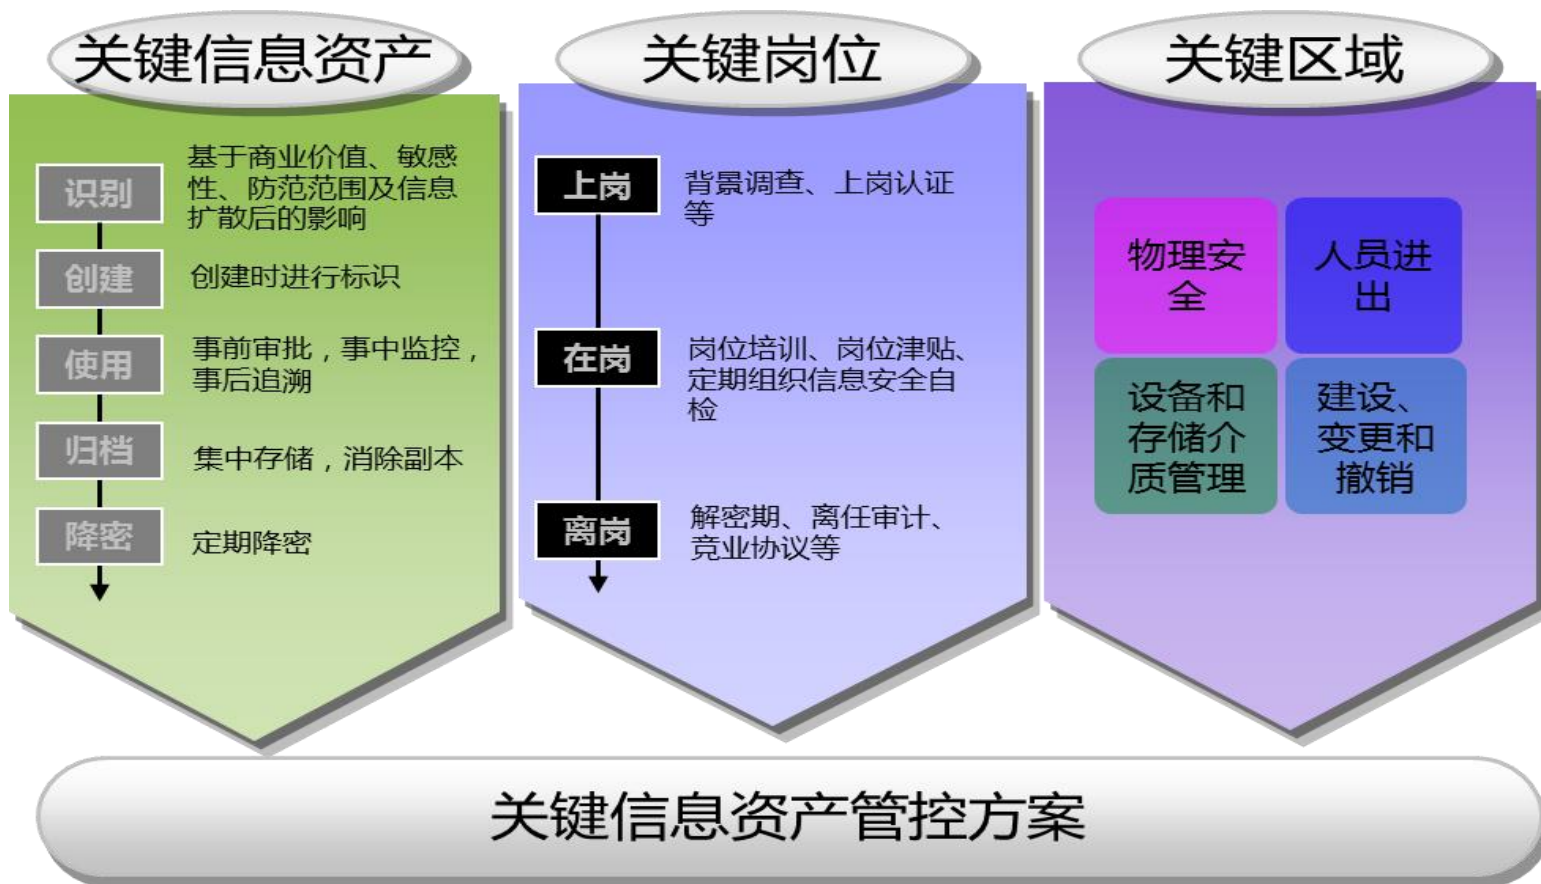 关键信息资产
识别
基于商业价值、敏感
性、防范范围及信息
扩散后的影响
创建
创建时进行标识
使用
事前审批，事中监控，
事后追溯
归档
集中存储，消除副本
降密
定期降密
关键岗位
上岗
背景调查、上岗认证
等
在岗
岗位培训、岗位津贴、
定期组织信息安全自
检
离岗
解密期、离任审计、
竞业协议等
关键区域
物理安
全
人员进
出
设备和
存储介
质管理
建设、
变更和
撤销
关键信息资产管控方案